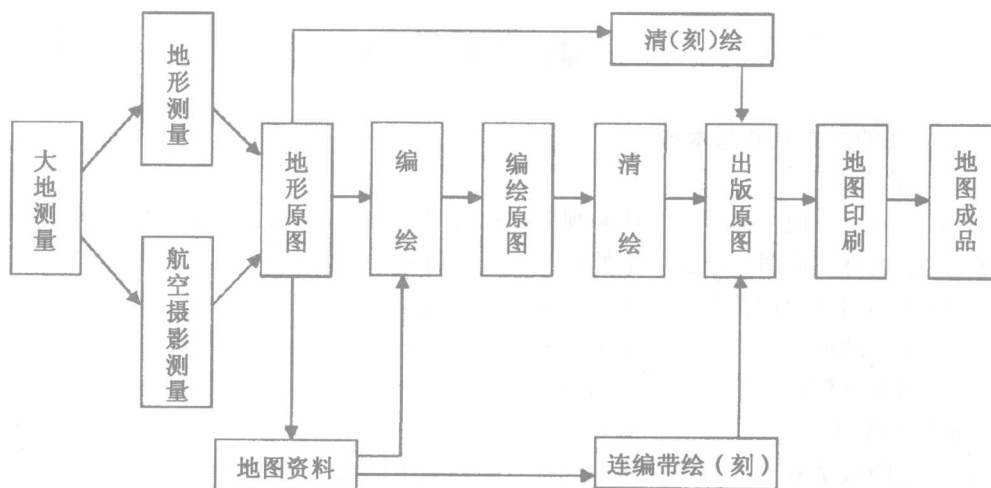 清(刻)绘
地形测量
大地测量
地形原图
编绘
编绘原图
清绘
出版原图
地图印刷
地图成品
航空摄影测量
地图资料
连编带绘(刻)